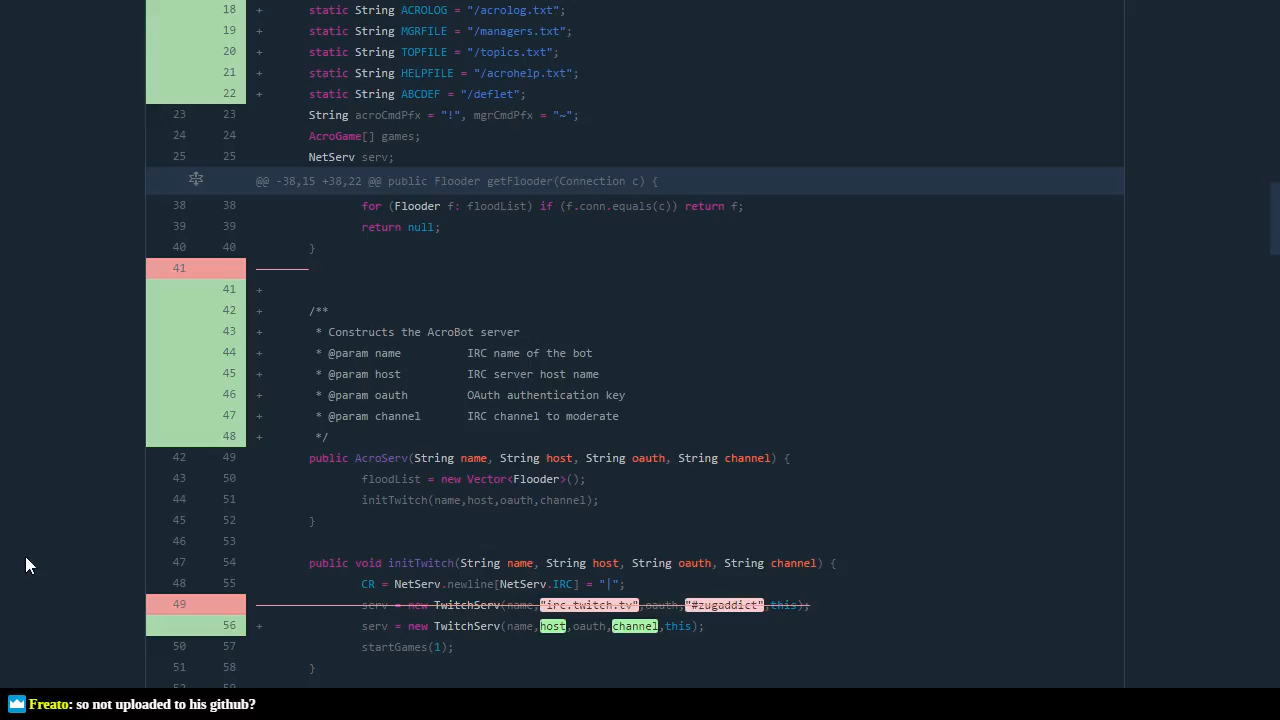 18 + static String ACROLOG = "/acrolog.txt";
19 + static String MGRFILE = "/managers.txt";
20 + static String TOPFILE = "/topics.txt";
21 + static String HELPFILE = "/acrohelp.txt";
22 + static String ABCDEF = "/deflet";
23 23 String acroCmdPfx = "!", mgrCmdPfx = "~";
24 24 AcroGame[] games;
25 25 NetServ serv;
@@ -38,15 +38,22 @@ public Flooder getFlooder(Connection c) {
38 38 for (Flooder f: floodList) if (f.conn.equals(c)) return f;
39 39 return null;
40 40 }
41
41 +
42 + /**
43 + * Constructs the AcroBot server
44 + * @param name IRC name of the bot
45 + * @param host IRC server host name
46 + * @param oauth OAuth authentication key
47 + * @param channel IRC channel to moderate
48 + */
42 49 public AcroServ(String name, String host, String oauth, String channel) {
43 50 floodList = new Vector<Flooder>();
44 51 initTwitch(name,host,oauth,channel);
45 52 }
46 53
47 54 public void initTwitch(String name, String host, String oauth, String channel) {
48 55 CR = NetServ.newline[NetServ.IRC] = "|";
49 serv = new TwitchServ(name,"irc.twitch.tv",oauth,"#zugaddict",this);
56 + serv = new TwitchServ(name,host,oauth,channel,this);
50 57 startGames(1);
51 58 }
Freato: so not uploaded to his github?